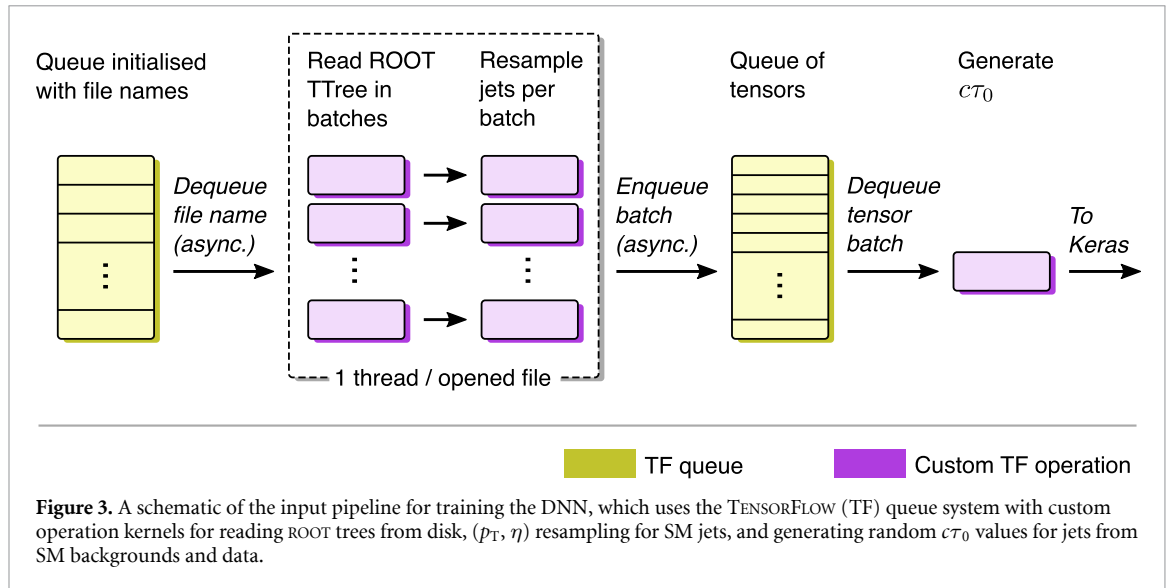 Queue initialised
with file names
Read ROOT
TTree in
batches
Resample
jets per
batch
Queue of
tensors
Generate
cτ₀
Dequeue
file name
(async.)
Enqueue
batch
(async.)
Dequeue
tensor
batch
To
Keras
1 thread / opened file
TF queue
Custom TF operation
Figure 3. A schematic of the input pipeline for training the DNN, which uses the TENSORFLOW (TF) queue system with custom
operation kernels for reading ROOT trees from disk, (p_T, η) resampling for SM jets, and generating random cτ₀ values for jets from
SM backgrounds and data.